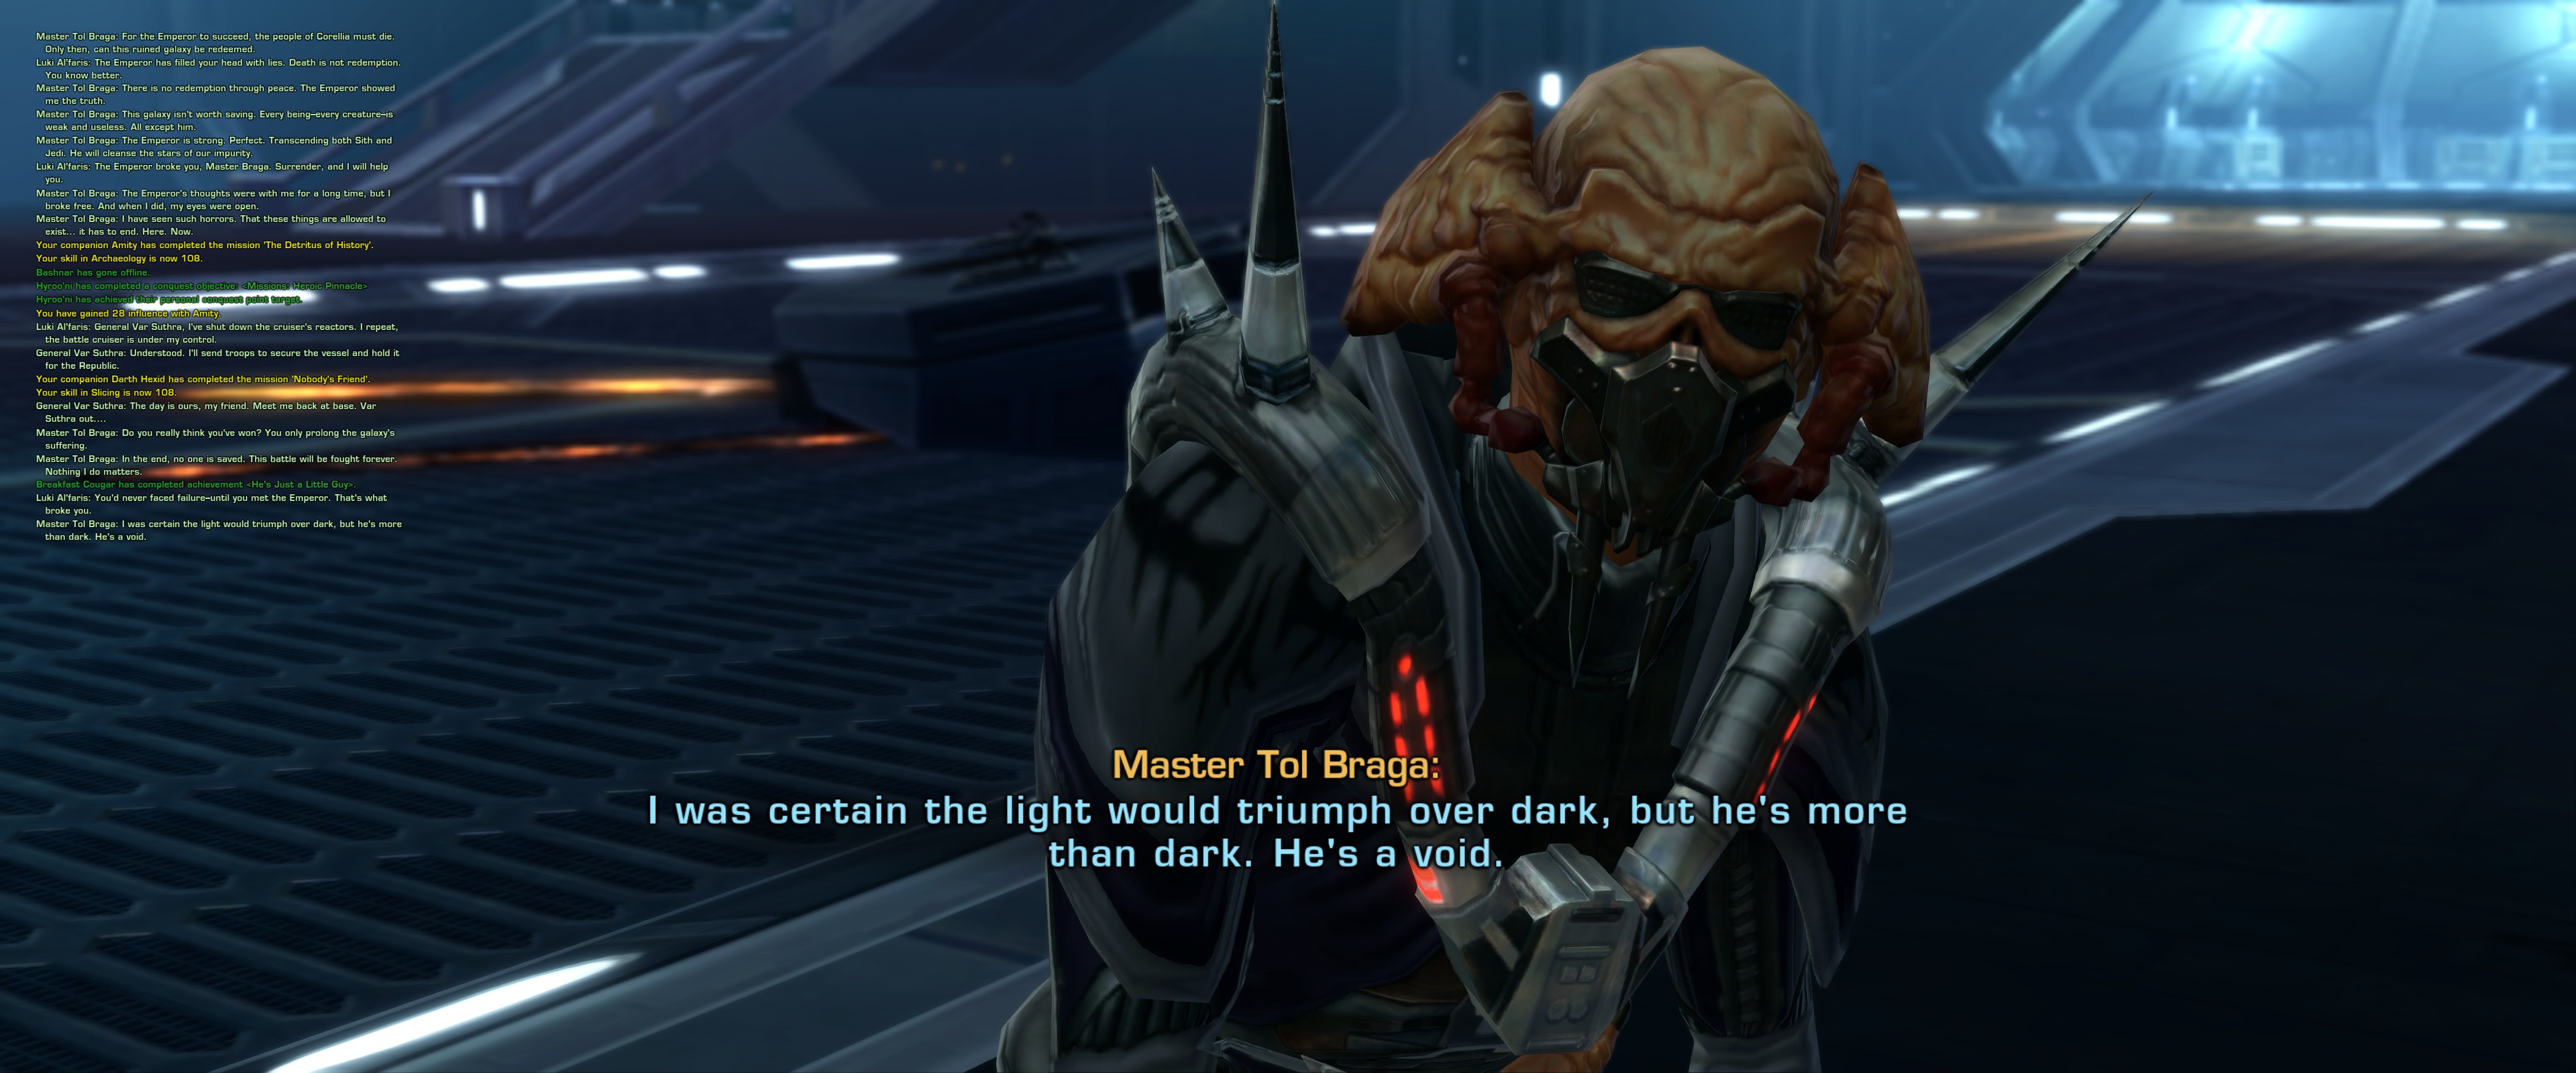 Master Tol Braga: For the Emperor to succeed, the people of Corellia must die.
Only then, can this ruined galaxy be redeemed.
Luki Al'faris: The Emperor has filled your head with lies. Death is not redemption.
You know better.
Master Tol Braga: There is no redemption through peace. The Emperor showed
me the truth.
Master Tol Braga: This galaxy isn't worth saving. Every being—every creature—is
weak and useless. All except him.
Master Tol Braga: The Emperor is strong. Perfect. Transcending both Sith and
Jedi. He will cleanse the stars of our impurity.
Luki Al'faris: The Emperor broke you, Master Braga. Surrender, and I will help
you.
Master Tol Braga: The Emperor's thoughts were with me for a long time, but I
broke free. And when I did, my eyes were open.
Master Tol Braga: I have seen such horrors. That these things are allowed to
exist... it has to end. Here. Now.
Your companion Amity has completed the mission 'The Detritus of History'.
Your skill in Archaeology is now 108.
Bashnar has gone offline.
Hyroo'ni has completed a conquest objective: <Missions: Heroic Pinnacle>
Hyroo'ni has achieved their personal conquest point target.
You have gained 28 influence with Amity.
Luki Al'faris: General Var Suthra, I've shut down the cruiser's reactors. I repeat,
the battle cruiser is under my control.
General Var Suthra: Understood. I'll send troops to secure the vessel and hold it
for the Republic.
Your companion Darth Hexid has completed the mission 'Nobody's Friend'.
Your skill in Slicing is now 108.
General Var Suthra: The day is ours, my friend. Meet me back at base. Var
Suthra out....
Master Tol Braga: Do you really think you've won? You only prolong the galaxy's
suffering.
Master Tol Braga: In the end, no one is saved. This battle will be fought forever.
Nothing I do matters.
Breakfast Cougar has completed achievement <He's Just a Little Guy>.
Luki Al'faris: You'd never faced failure—until you met the Emperor. That's what
broke you.
Master Tol Braga: I was certain the light would triumph over dark, but he's more
than dark. He's a void.
Master Tol Braga:
I was certain the light would triumph over dark, but he's more
than dark. He's a void.